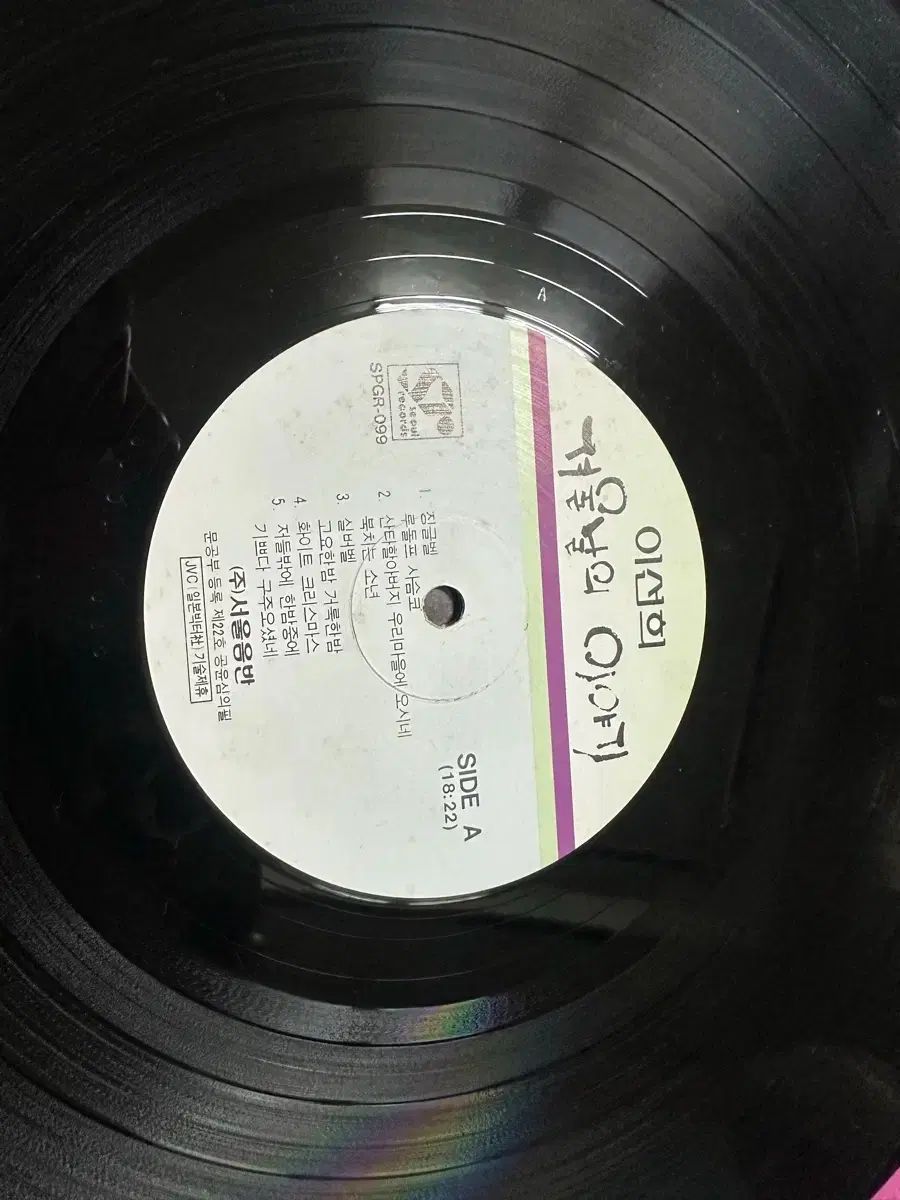 이선희
겨울밤의 이야기
seoul
records
SPGR-099
SIDE A
(18:22)
1. 징글벨
루돌프 사슴코
2. 산타할아버지 우리마을에 오시네
북치는 소년
3. 실버벨
고요한밤 거룩한밤
4. 화이트 크리스마스
5. 저들밖에 한밤중에
기쁘다 구주오셨네
(주)서울음반
문공부 등록 제22호 공윤심의필
JVC(일본빅타社)기술제휴
A